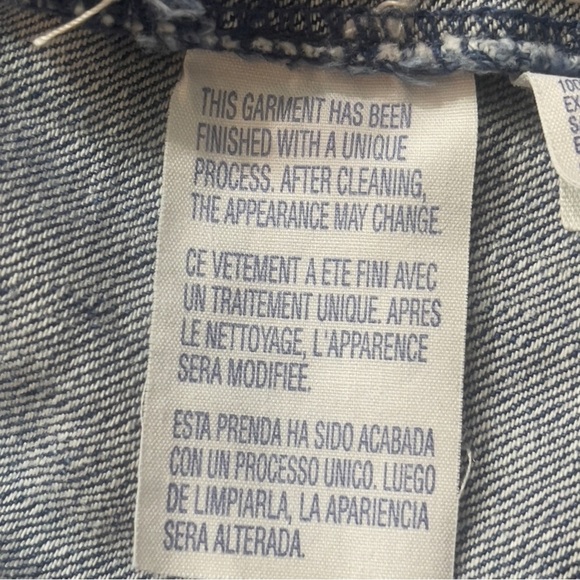 THIS GARMENT HAS BEEN
FINISHED WITH A UNIQUE
PROCESS. AFTER CLEANING,
THE APPEARANCE MAY CHANGE.
CE VETEMENT A ETE FINI AVEC
UN TRAITEMENT UNIQUE. APRES
LE NETTOYAGE, L'APPARENCE
SERA MODIFIEE.
ESTA PRENDA HA SIDO ACABADA
CON UN PROCESO UNICO. LUEGO
DE LIMPIARLA, LA APARIENCIA
SERA ALTERADA.